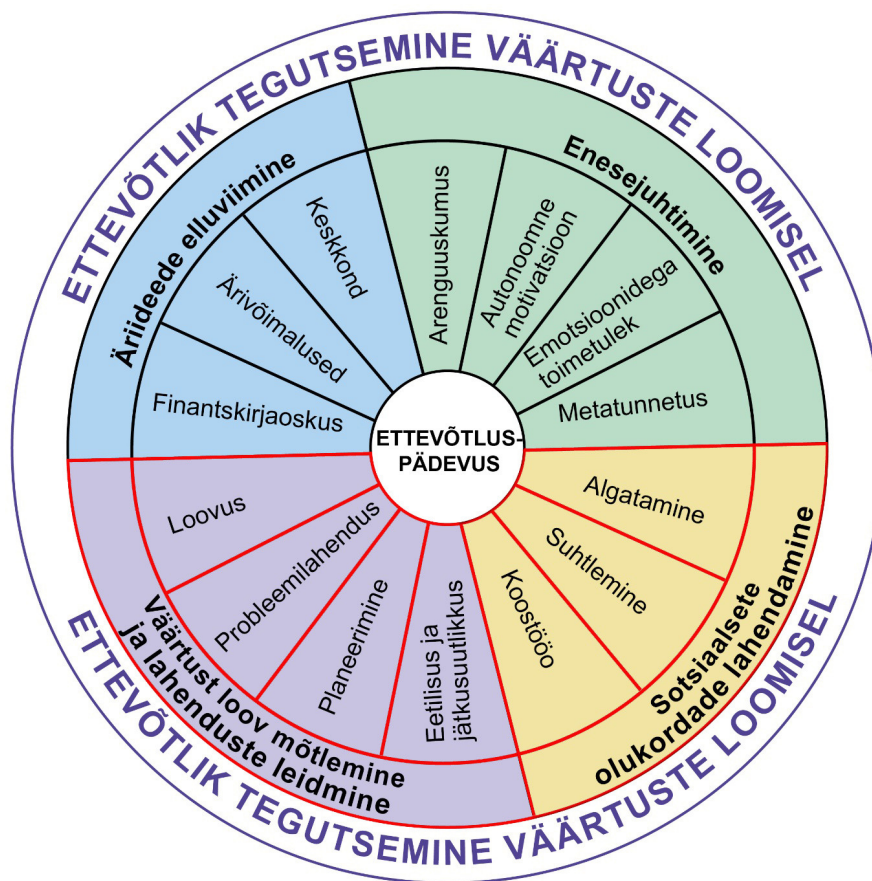 ETTEVÕTLIK TEGUTSEMINE VÄÄRTUSTE LOOMISEL
Äriideede elluviimine
Keskkond
Ärivõimalused
Finantskirjaoskus
Enesejuhtimine
Arenguuskumus
Autonoomne
motivatsioon
Emotsioonidega
toimetulek
Metatunnetus
ETTEVÕTLUS-
PÄDEVUS
Algatamine
Suhtlemine
Koostööo
Sotsiaalsete
olukordade lahendamine
Loovus
Probleemilahendus
Planeerimine
Eetilisus ja
jätkusuutlikkus
Väärtust loov mõtlemine
ja lahenduste leidmine
ETTEVÕTLIK TEGUTSEMINE VÄÄRTUSTE LOOMISEL